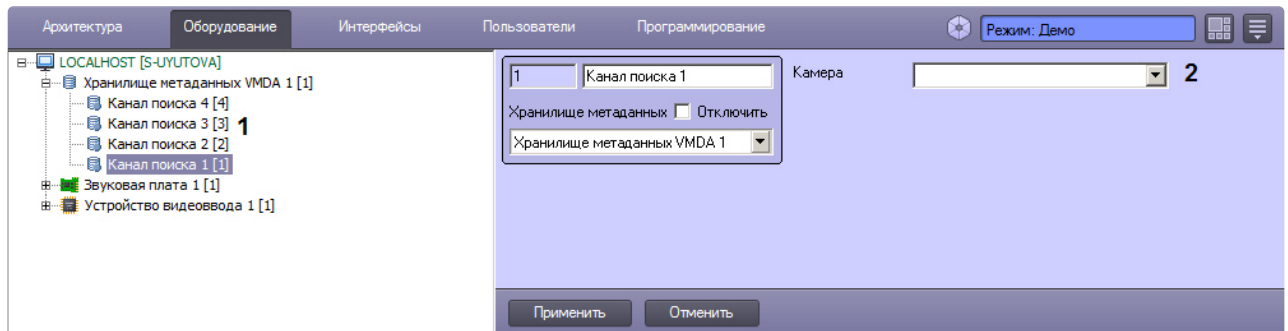 Архитектура Оборудование Интерфейсы Пользователи Программирование Режим: Демо
LOCALHOST [S-UYUTOVA]
Хранилище метаданных VMDA 1 [1]
Канал поиска 4 [4]
Канал поиска 3 [3] 1
Канал поиска 2 [2]
Канал поиска 1 [1]
Звуковая плата 1 [1]
Устройство видеоввода 1 [1]
1 Канал поиска 1 Камера 2
Хранилище метаданных Отключить
Хранилище метаданных VMDA 1
Применить Отменить